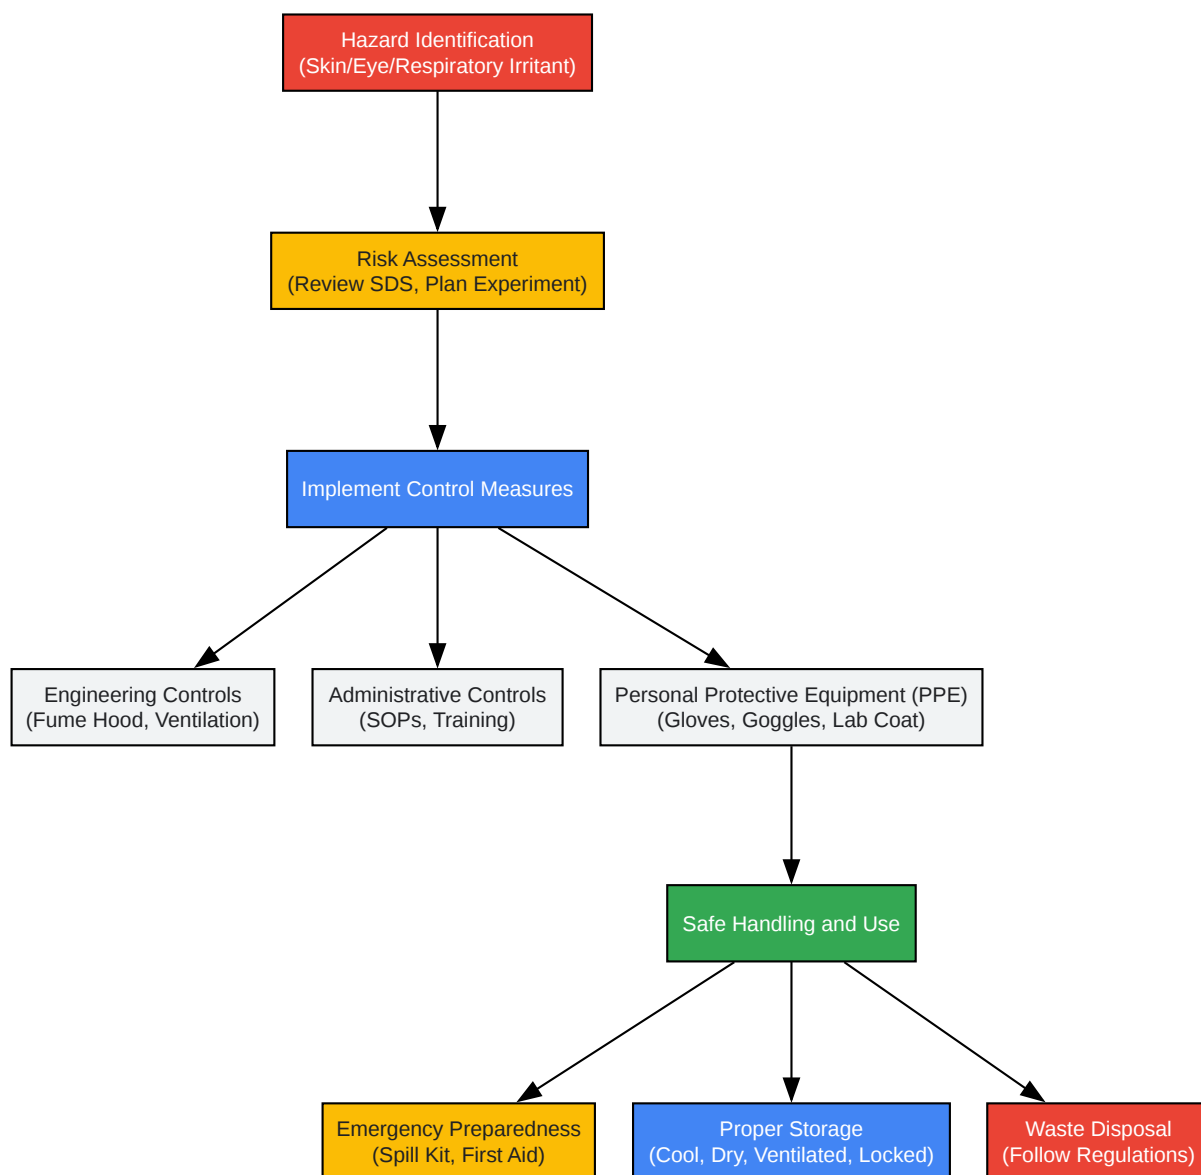 Hazard Identification
(Skin/Eye/Respiratory Irritant)
Risk Assessment
(Review SDS, Plan Experiment)
Implement Control Measures
Engineering Controls
(Fume Hood, Ventilation)
Administrative Controls
(SOPs, Training)
Personal Protective Equipment (PPE)
(Gloves, Goggles, Lab Coat)
Safe Handling and Use
Emergency Preparedness
(Spill Kit, First Aid)
Proper Storage
(Cool, Dry, Ventilated, Locked)
Waste Disposal
(Follow Regulations)